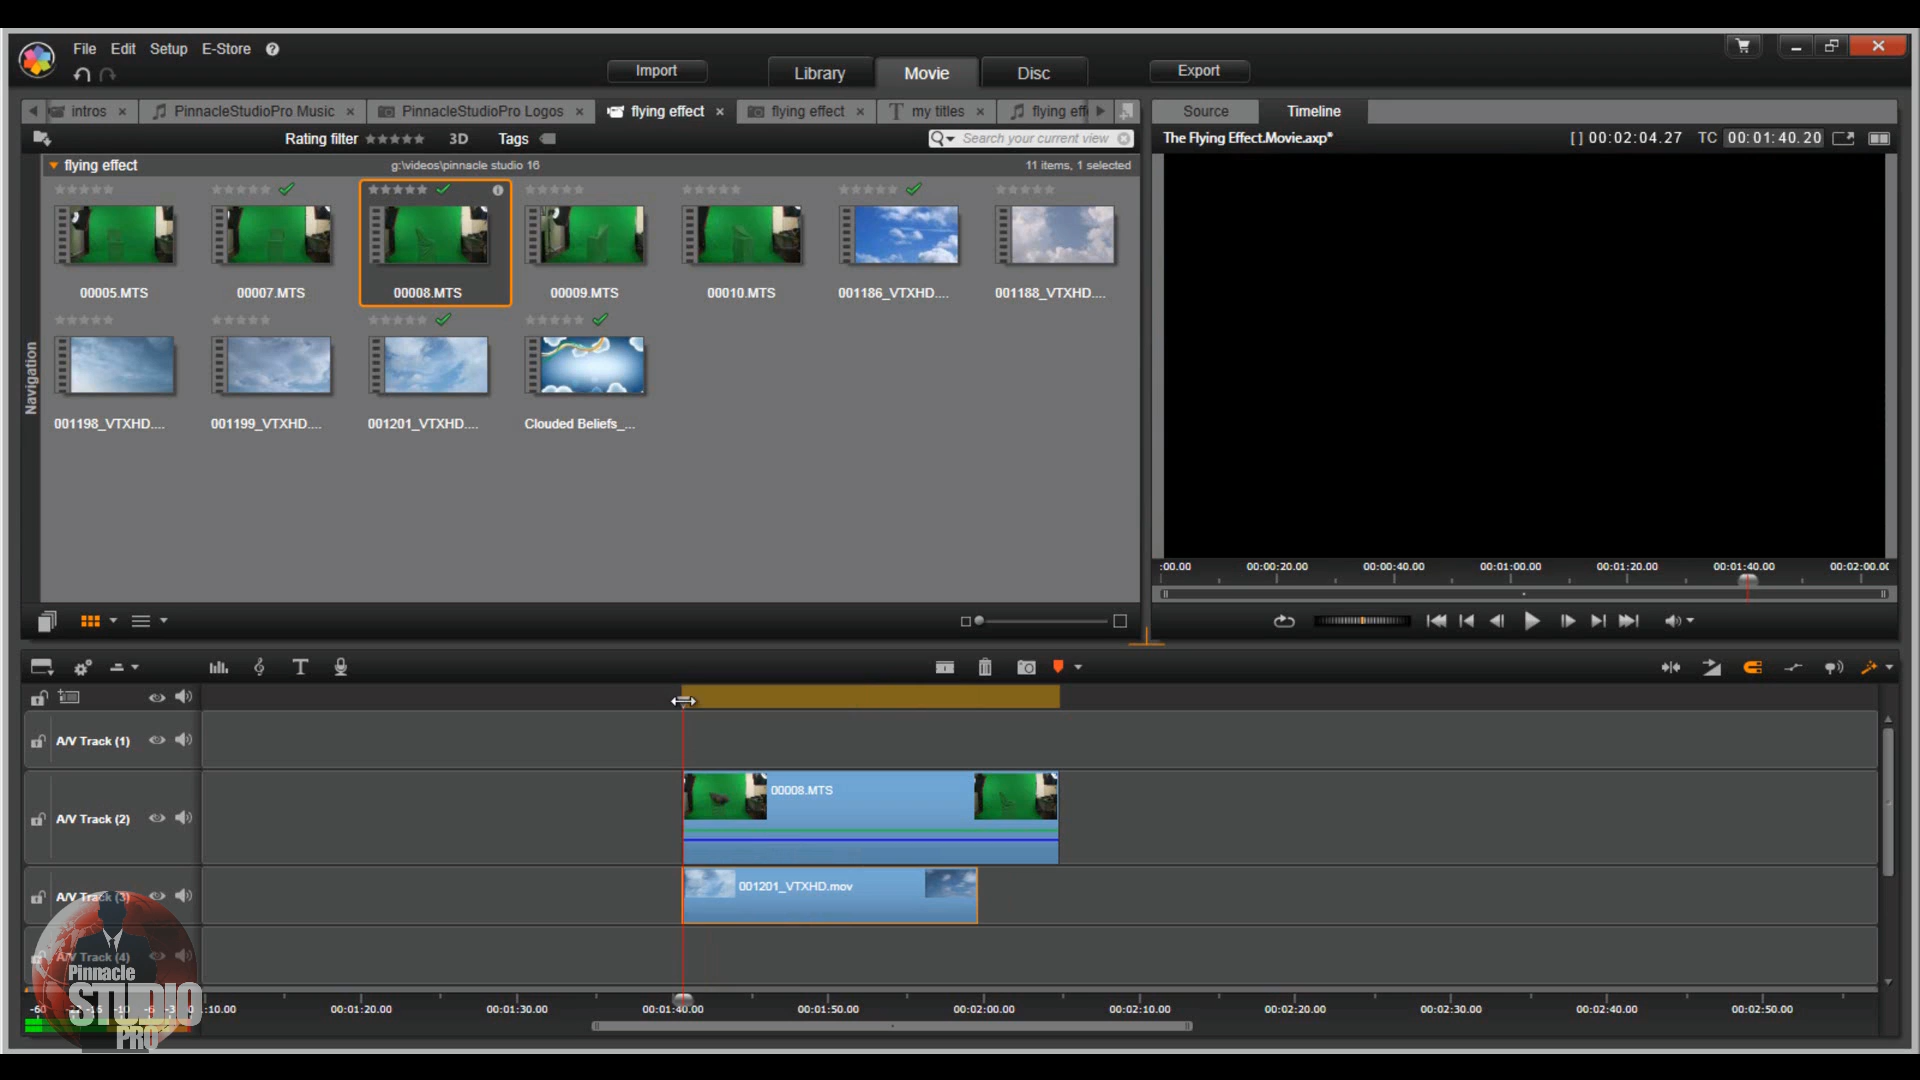 File Edit Setup E-Store ?
Import Library Movie Disc Export
intros PinnacleStudioPro Music PinnacleStudioPro Logos flying effect flying effect my titles flying eff Source Timeline
Rating filter 3D Tags Search your current view The Flying Effect.Movie.axp* [ ] 00:02:04.27 TC 00:01:40.20
flying effect g:\videos\pinnacle studio 16 11 items, 1 selected
00005.MTS 00007.MTS 00008.MTS 00009.MTS 00010.MTS 001186_VTXHD.... 001188_VTXHD....
Navigation
001198_VTXHD.... 001199_VTXHD.... 001201_VTXHD.... Clouded Beliefs_...
:00.00 00:00:20.00 00:00:40.00 00:01:00.00 00:01:20.00 00:01:40.00 00:02:00.0
A/V Track (1)
00008.MTS
A/V Track (2)
001201_VTXHD.mov
A/V Track (3)
A/V Track (4)
Pinnacle
STUDIO
PRO
-60 -22 -16 -10 -6 -3 0
:10.00 00:01:20.00 00:01:30.00 00:01:40.00 00:01:50.00 00:02:00.00 00:02:10.00 00:02:20.00 00:02:30.00 00:02:40.00 00:02:50.00